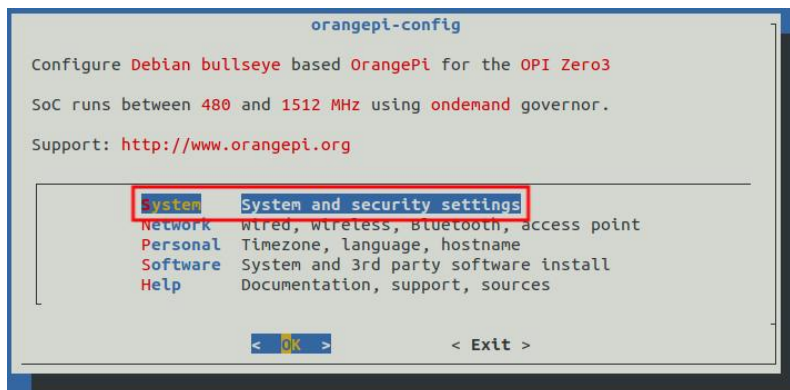 orangepi-config
Configure Debian bullseye based OrangePi for the OPI Zero3
SoC runs between 480 and 1512 MHz using ondemand governor.
Support: http://www.orangepi.org
System System and security settings
Network Wired, wireless, Bluetooth, access point
Personal Timezone, language, hostname
Software System and 3rd party software install
Help Documentation, support, sources
< OK > < Exit >